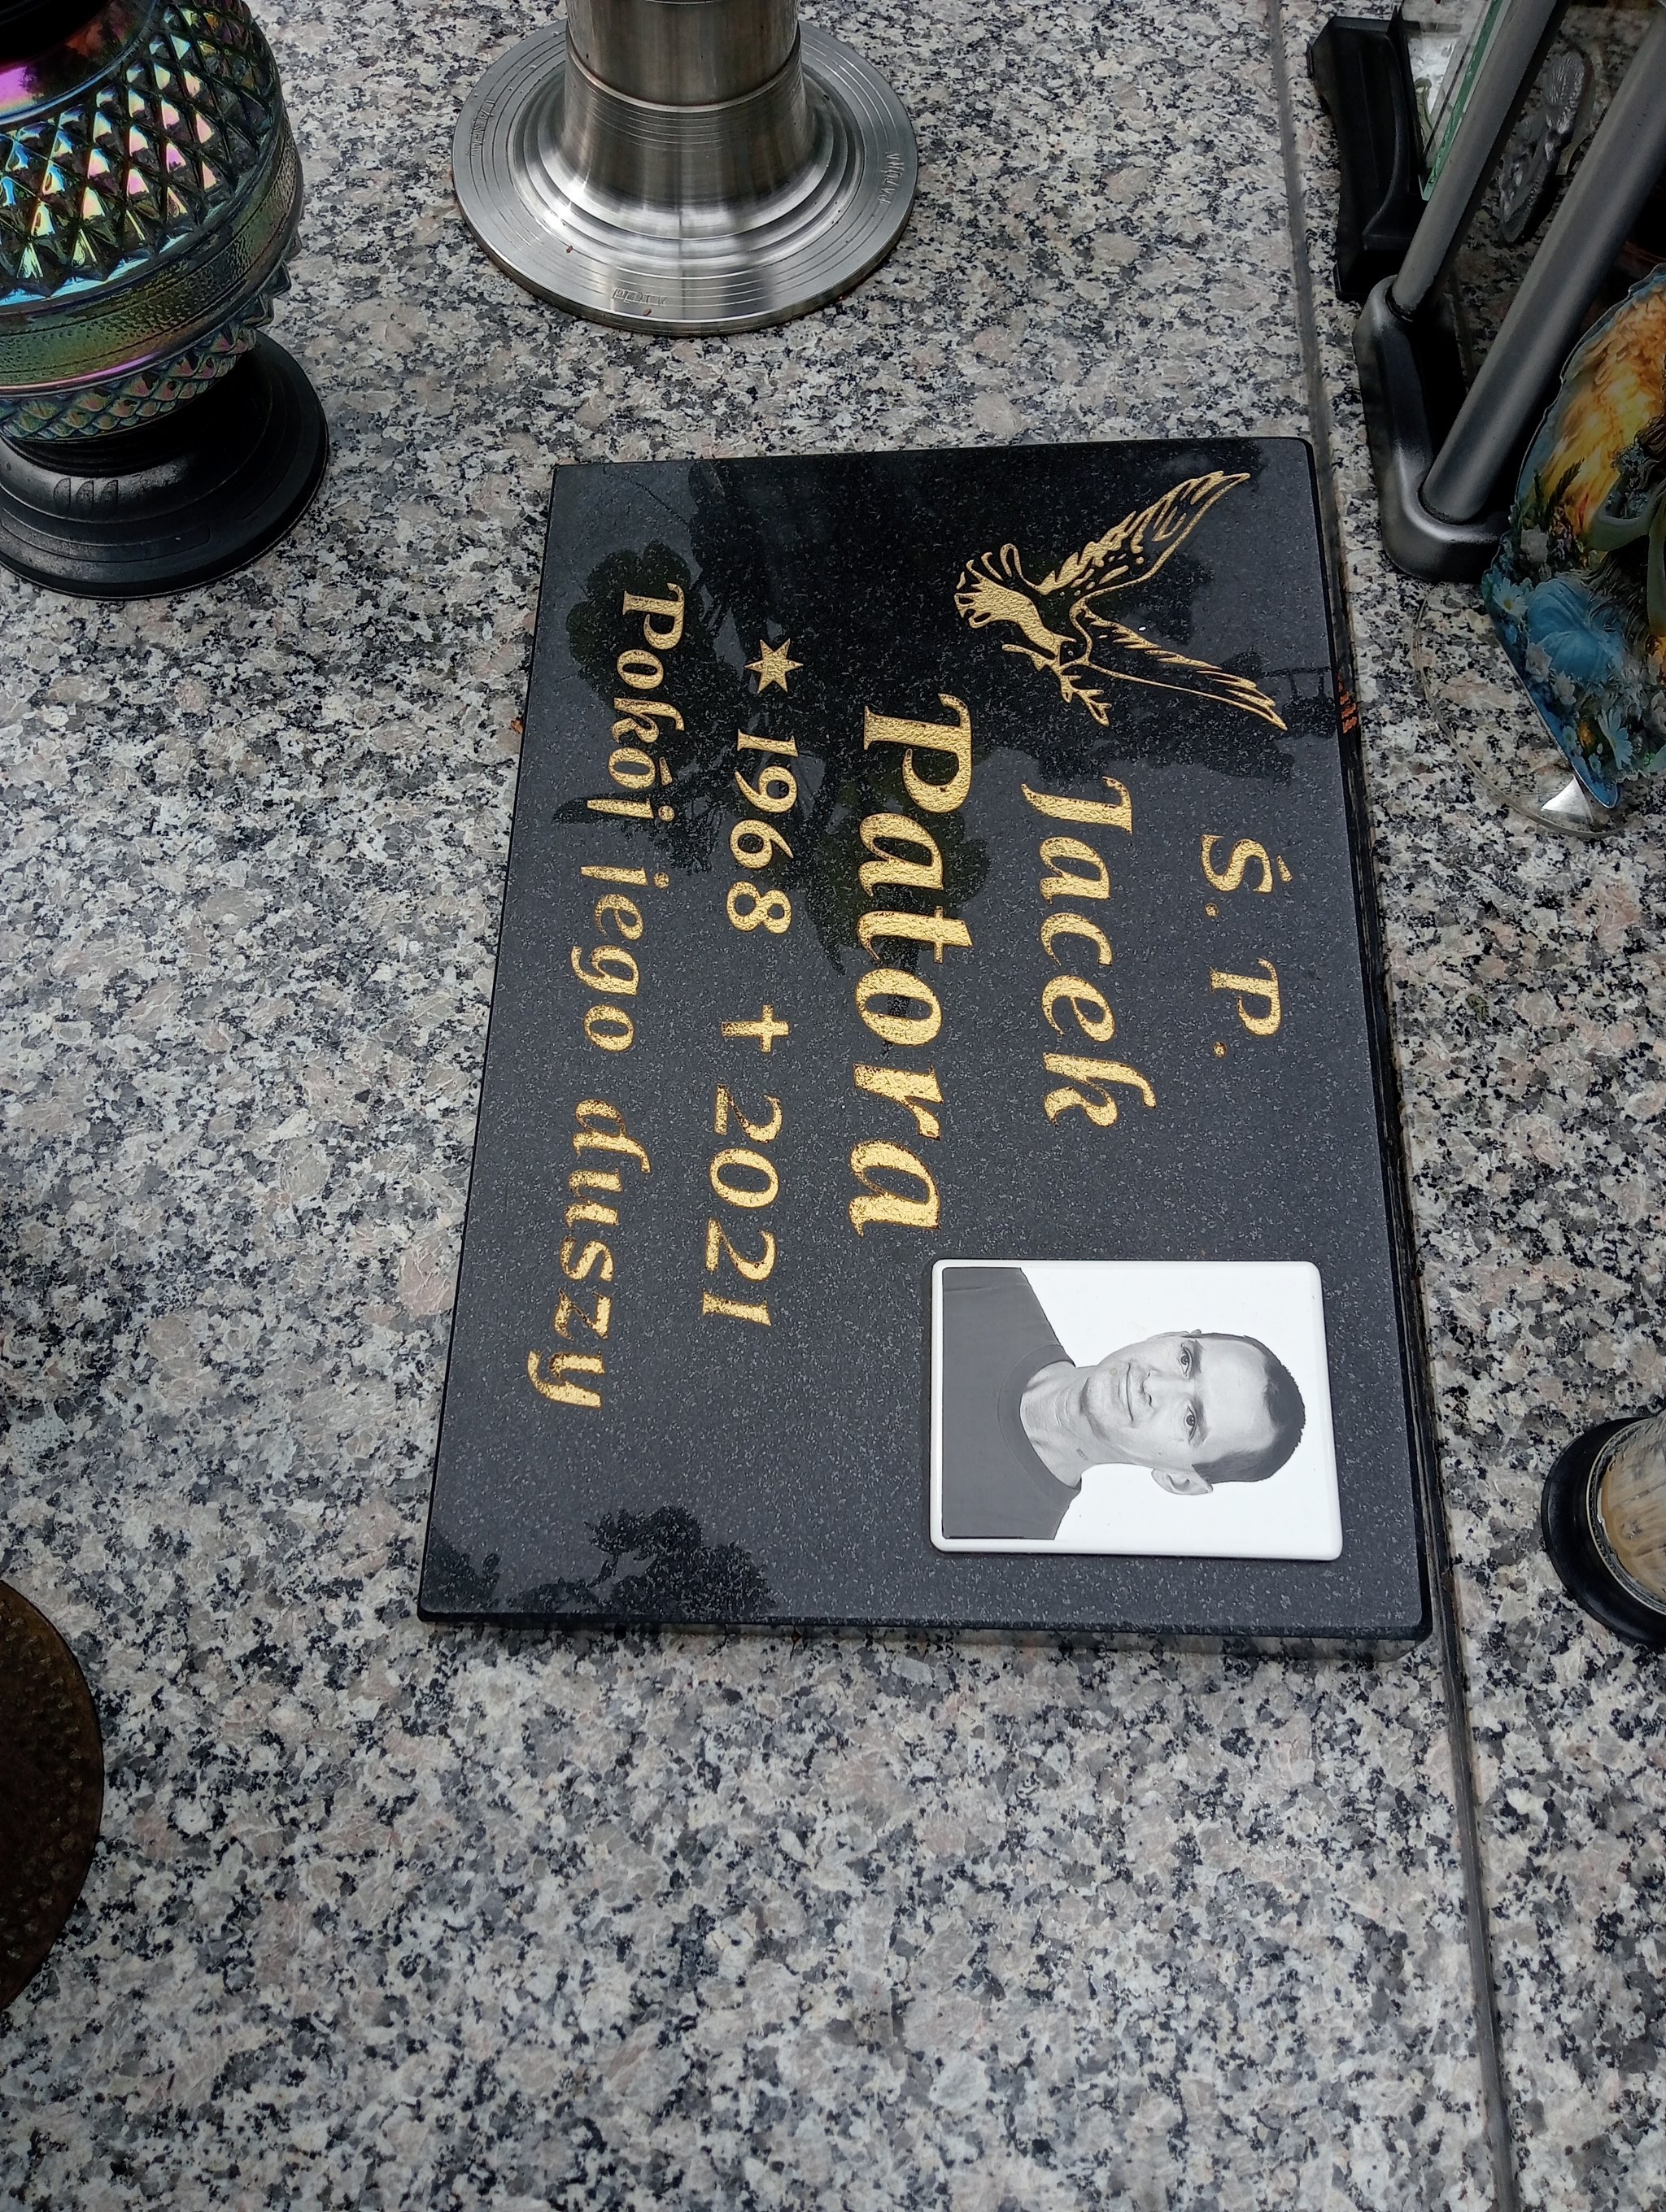 Ś. P.
Jacek
Patora
1968 + 2021
Pokój jego duszy